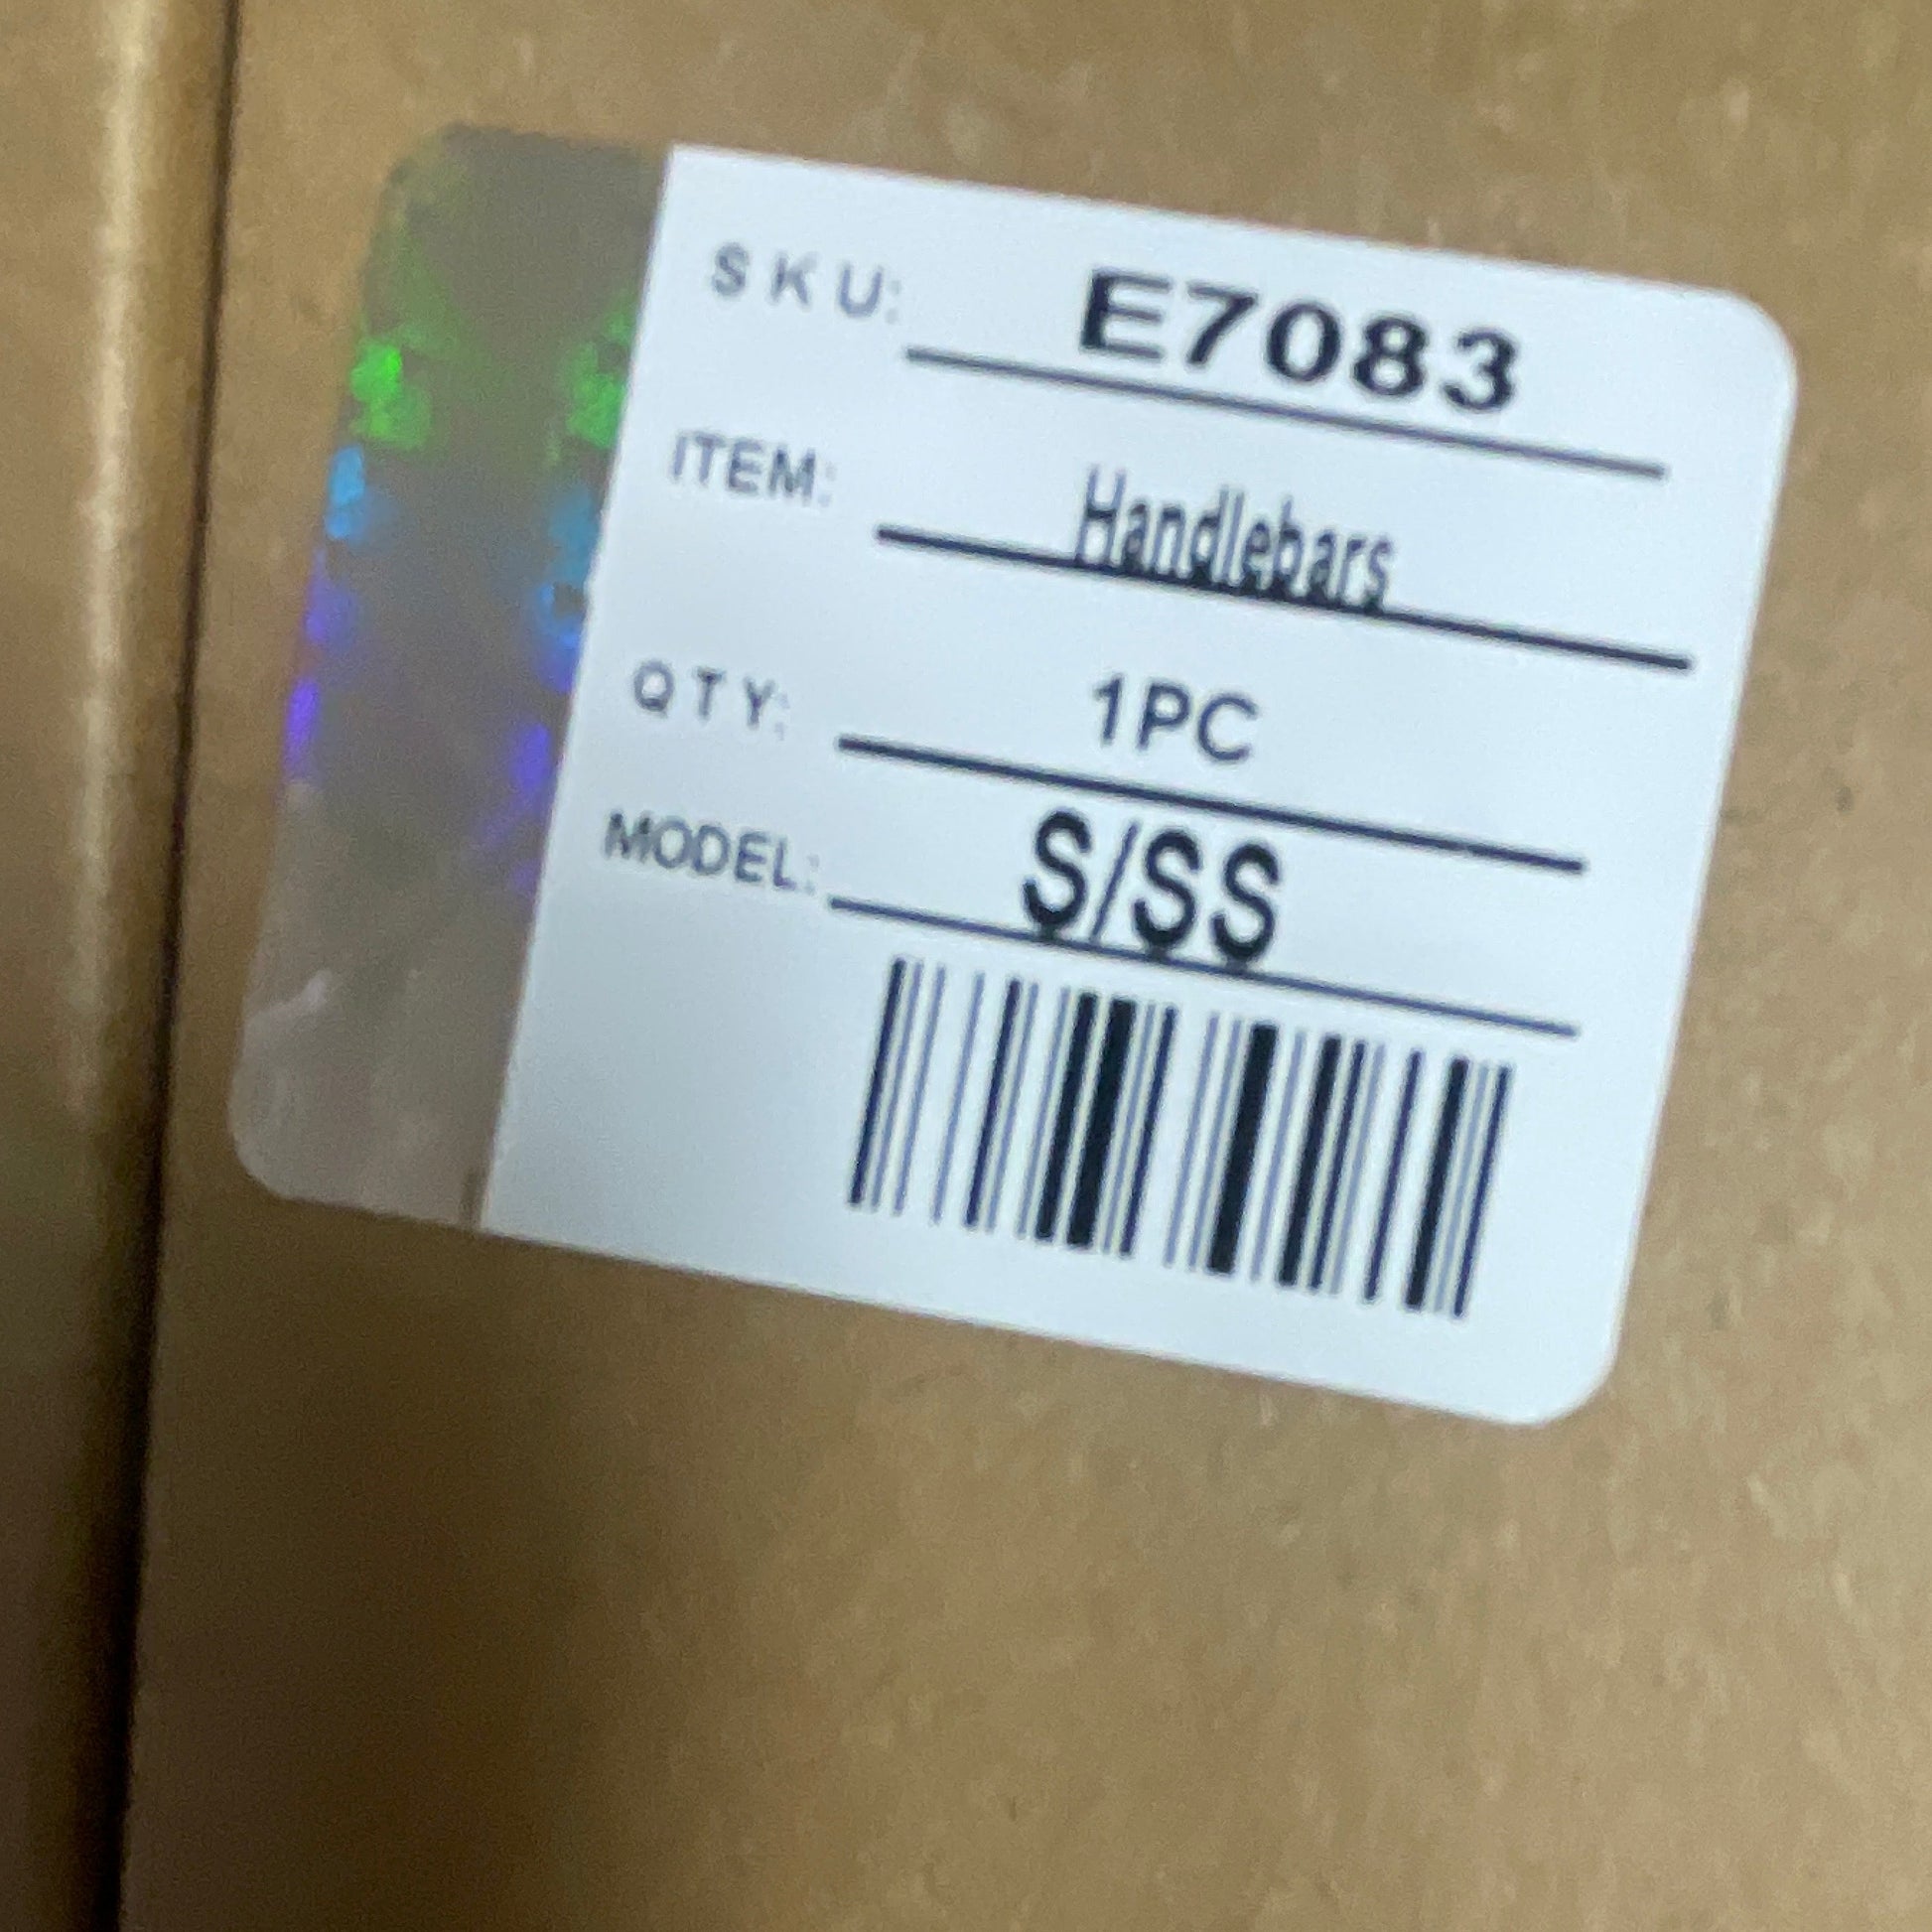 SKU: E7083
ITEM: Handlebars
QTY: 1PC
MODEL: S/SS